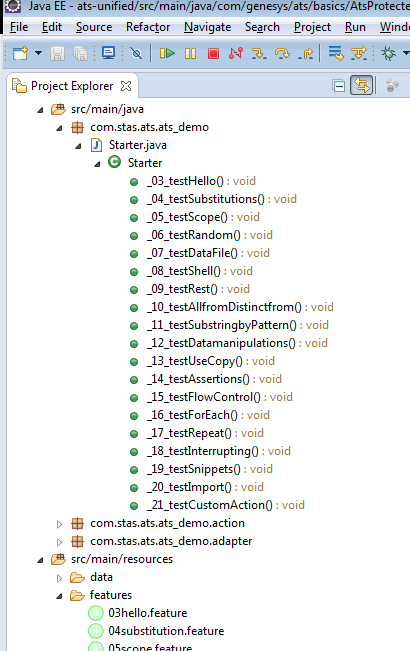 Java EE - ats-unified/src/main/java/com/genesys/ats/basics/AtsProtecte
File Edit Source Refactor Navigate Search Project Run Windo
Project Explorer
src/main/java
com.stas.ats.ats_demo
Starter.java
Starter
_03_testHello() : void
_04_testSubstitutions() : void
_05_testScope() : void
_06_testRandom() : void
_07_testDataFile() : void
_08_testShell() : void
_09_testRest() : void
_10_testAllfromDistinctfrom() : void
_11_testSubstringbyPattern() : void
_12_testDatamanipulations() : void
_13_testUseCopy() : void
_14_testAssertions() : void
_15_testFlowControl() : void
_16_testForEach() : void
_17_testRepeat() : void
_18_testInterrupting() : void
_19_testSnippets() : void
_20_testImport() : void
_21_testCustomAction() : void
com.stas.ats.ats_demo.action
com.stas.ats.ats_demo.adapter
src/main/resources
data
features
03hello.feature
04substitution.feature
05scope.feature